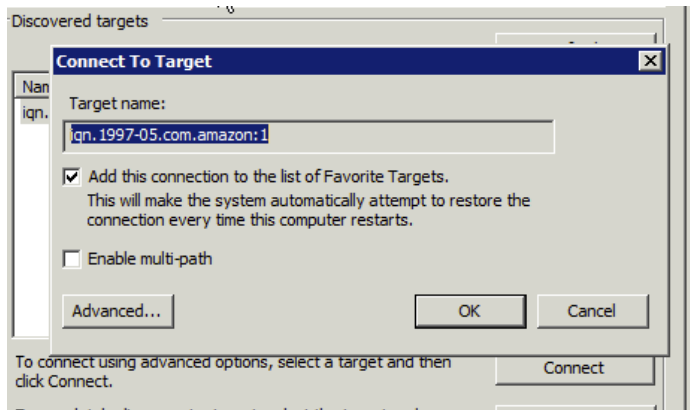 Discovered targets
Connect To Target
Nam
iqn.
Target name:
iqn.1997-05.com.amazon:1
Add this connection to the list of Favorite Targets.
This will make the system automatically attempt to restore the
connection every time this computer restarts.
Enable multi-path
Advanced...
OK
Cancel
To connect using advanced options, select a target and then
click Connect.
Connect